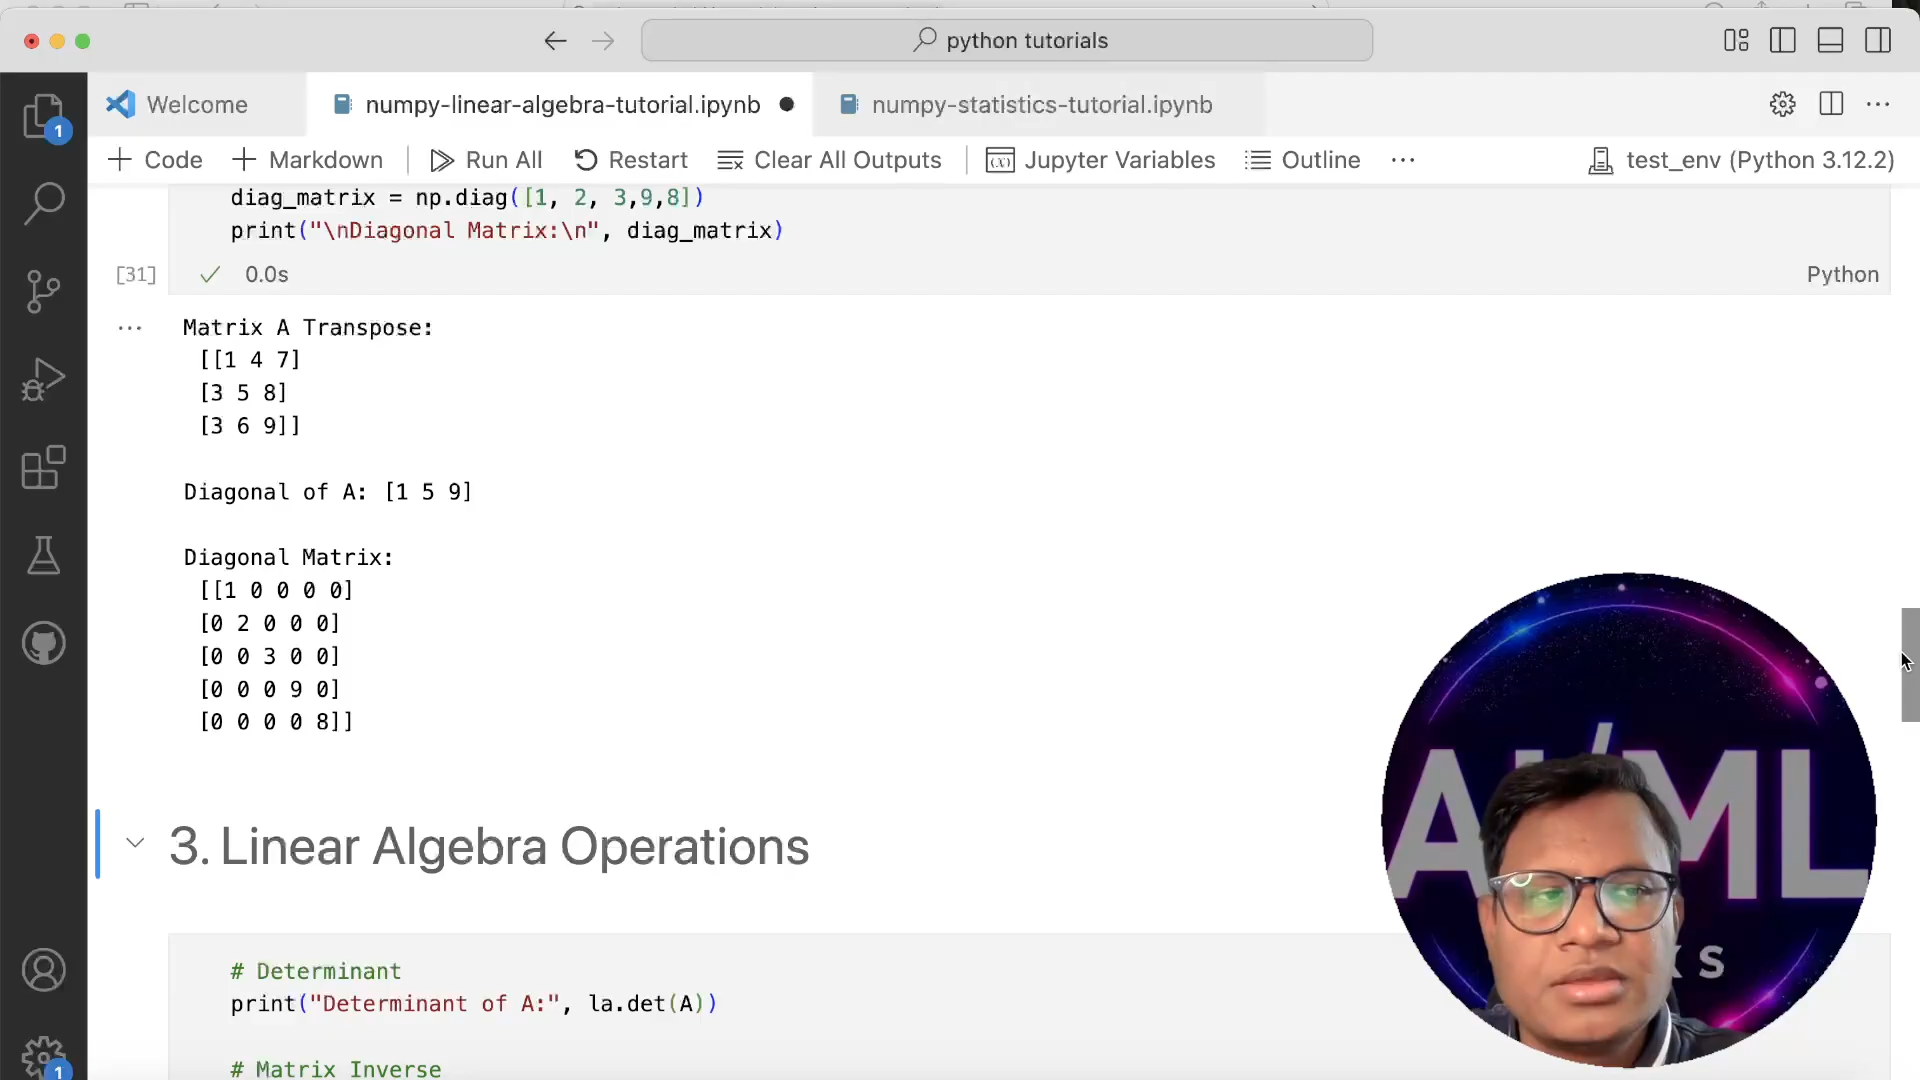 python tutorials
Welcome
numpy-linear-algebra-tutorial.ipynb
numpy-statistics-tutorial.ipynb
1
Code
Markdown
Run All
Restart
Clear All Outputs
Jupyter Variables
Outline
...
test_env (Python 3.12.2)
diag_matrix = np.diag([1, 2, 3,9,8])
print("\nDiagonal Matrix:\n", diag_matrix)
[31]
0.0s
Python
Matrix A Transpose:
[[1 4 7]
[3 5 8]
[3 6 9]]
Diagonal of A: [1 5 9]
Diagonal Matrix:
[[1 0 0 0 0]
[0 2 0 0 0]
[0 0 3 0 0]
[0 0 0 9 0]
[0 0 0 0 8]]
3. Linear Algebra Operations
# Determinant
print("Determinant of A:", la.det(A))
# Matrix Inverse
1